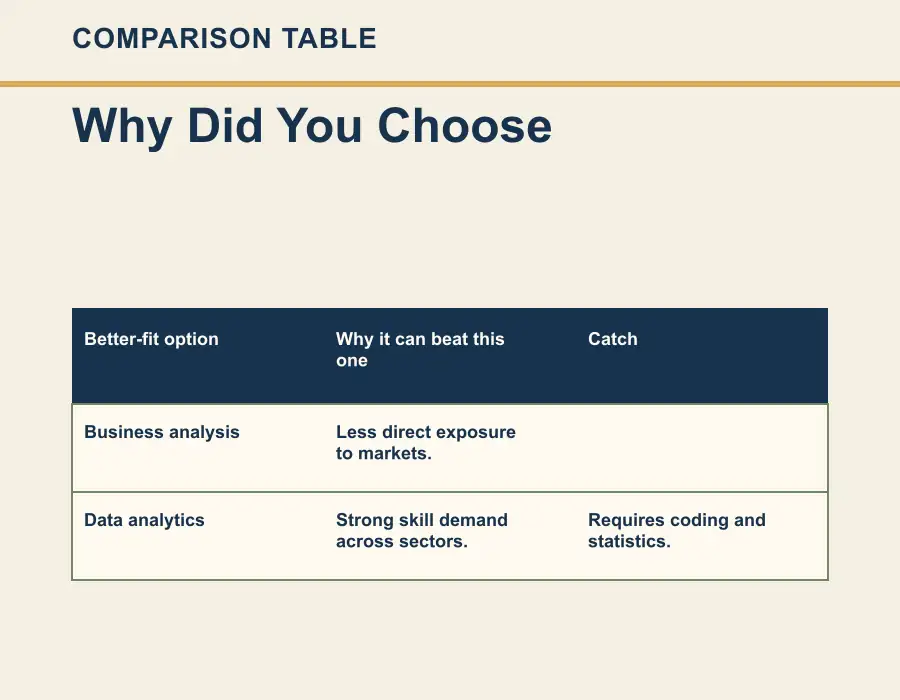 COMPARISON TABLE
Why Did You Choose
Better-fit option
Why it can beat this
one
Catch
Business analysis
Less direct exposure
to markets.
Data analytics
Strong skill demand
across sectors.
Requires coding and
statistics.